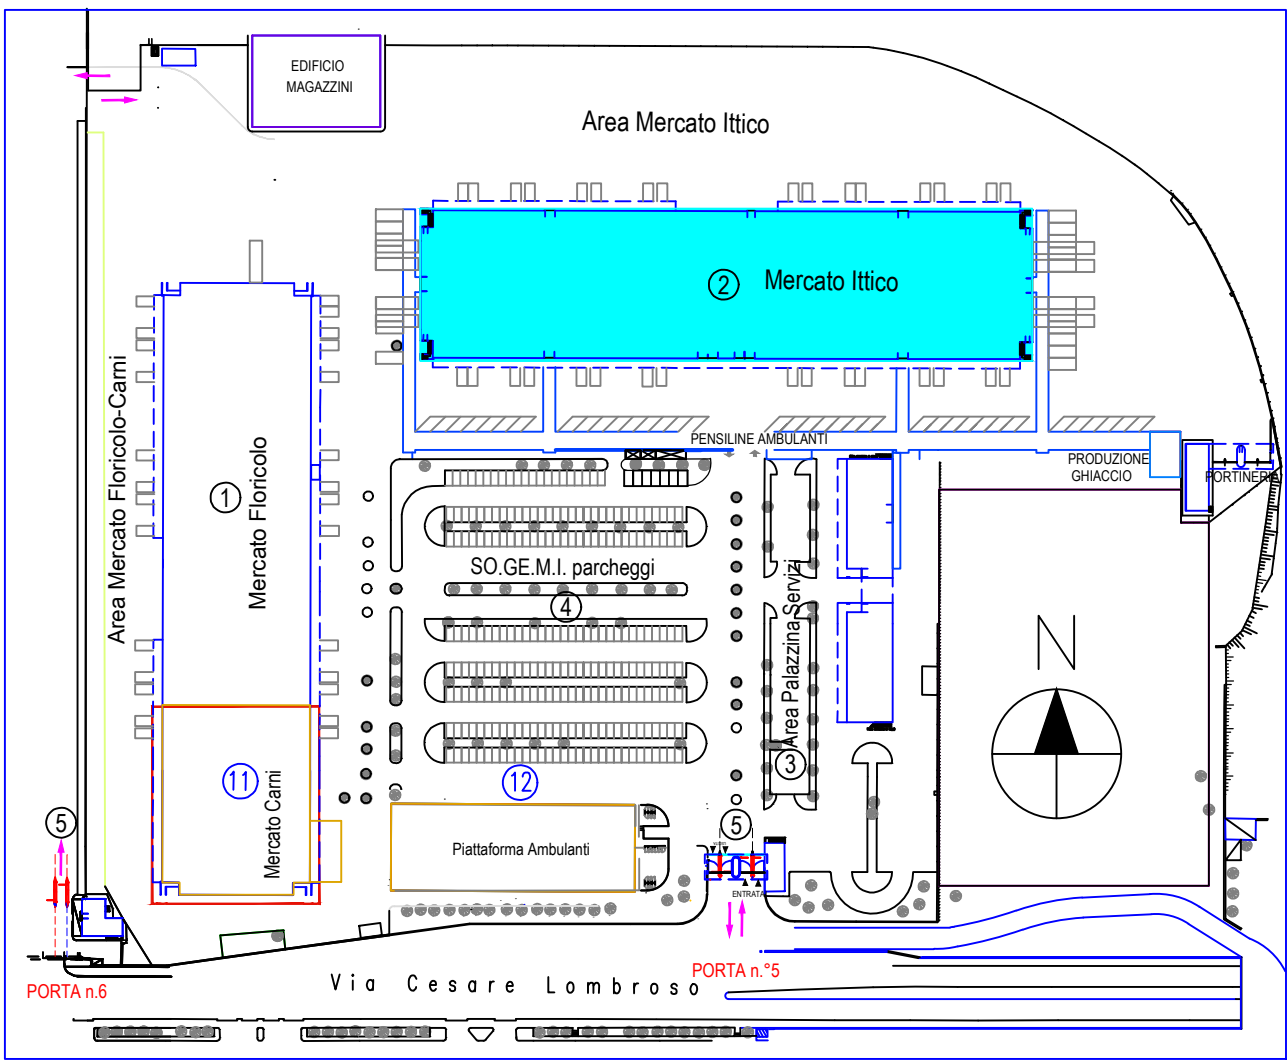 EDIFICIO
MAGAZZINI
Area Mercato Ittico
2
Mercato Ittico
Area Mercato Floricolo-Carni
1
Mercato Floricolo
PENSILINE AMBULANTI
PRODUZIONE
GHIACCIO
PORTINERIA
SO.GE.M.I. parcheggi
4
Area Palazzina Servizi
3
N
11
Mercato Carni
12
Piattaforma Ambulanti
5
5
ENTRATA
PORTA n.6
PORTA n.°5
Via Cesare Lombroso